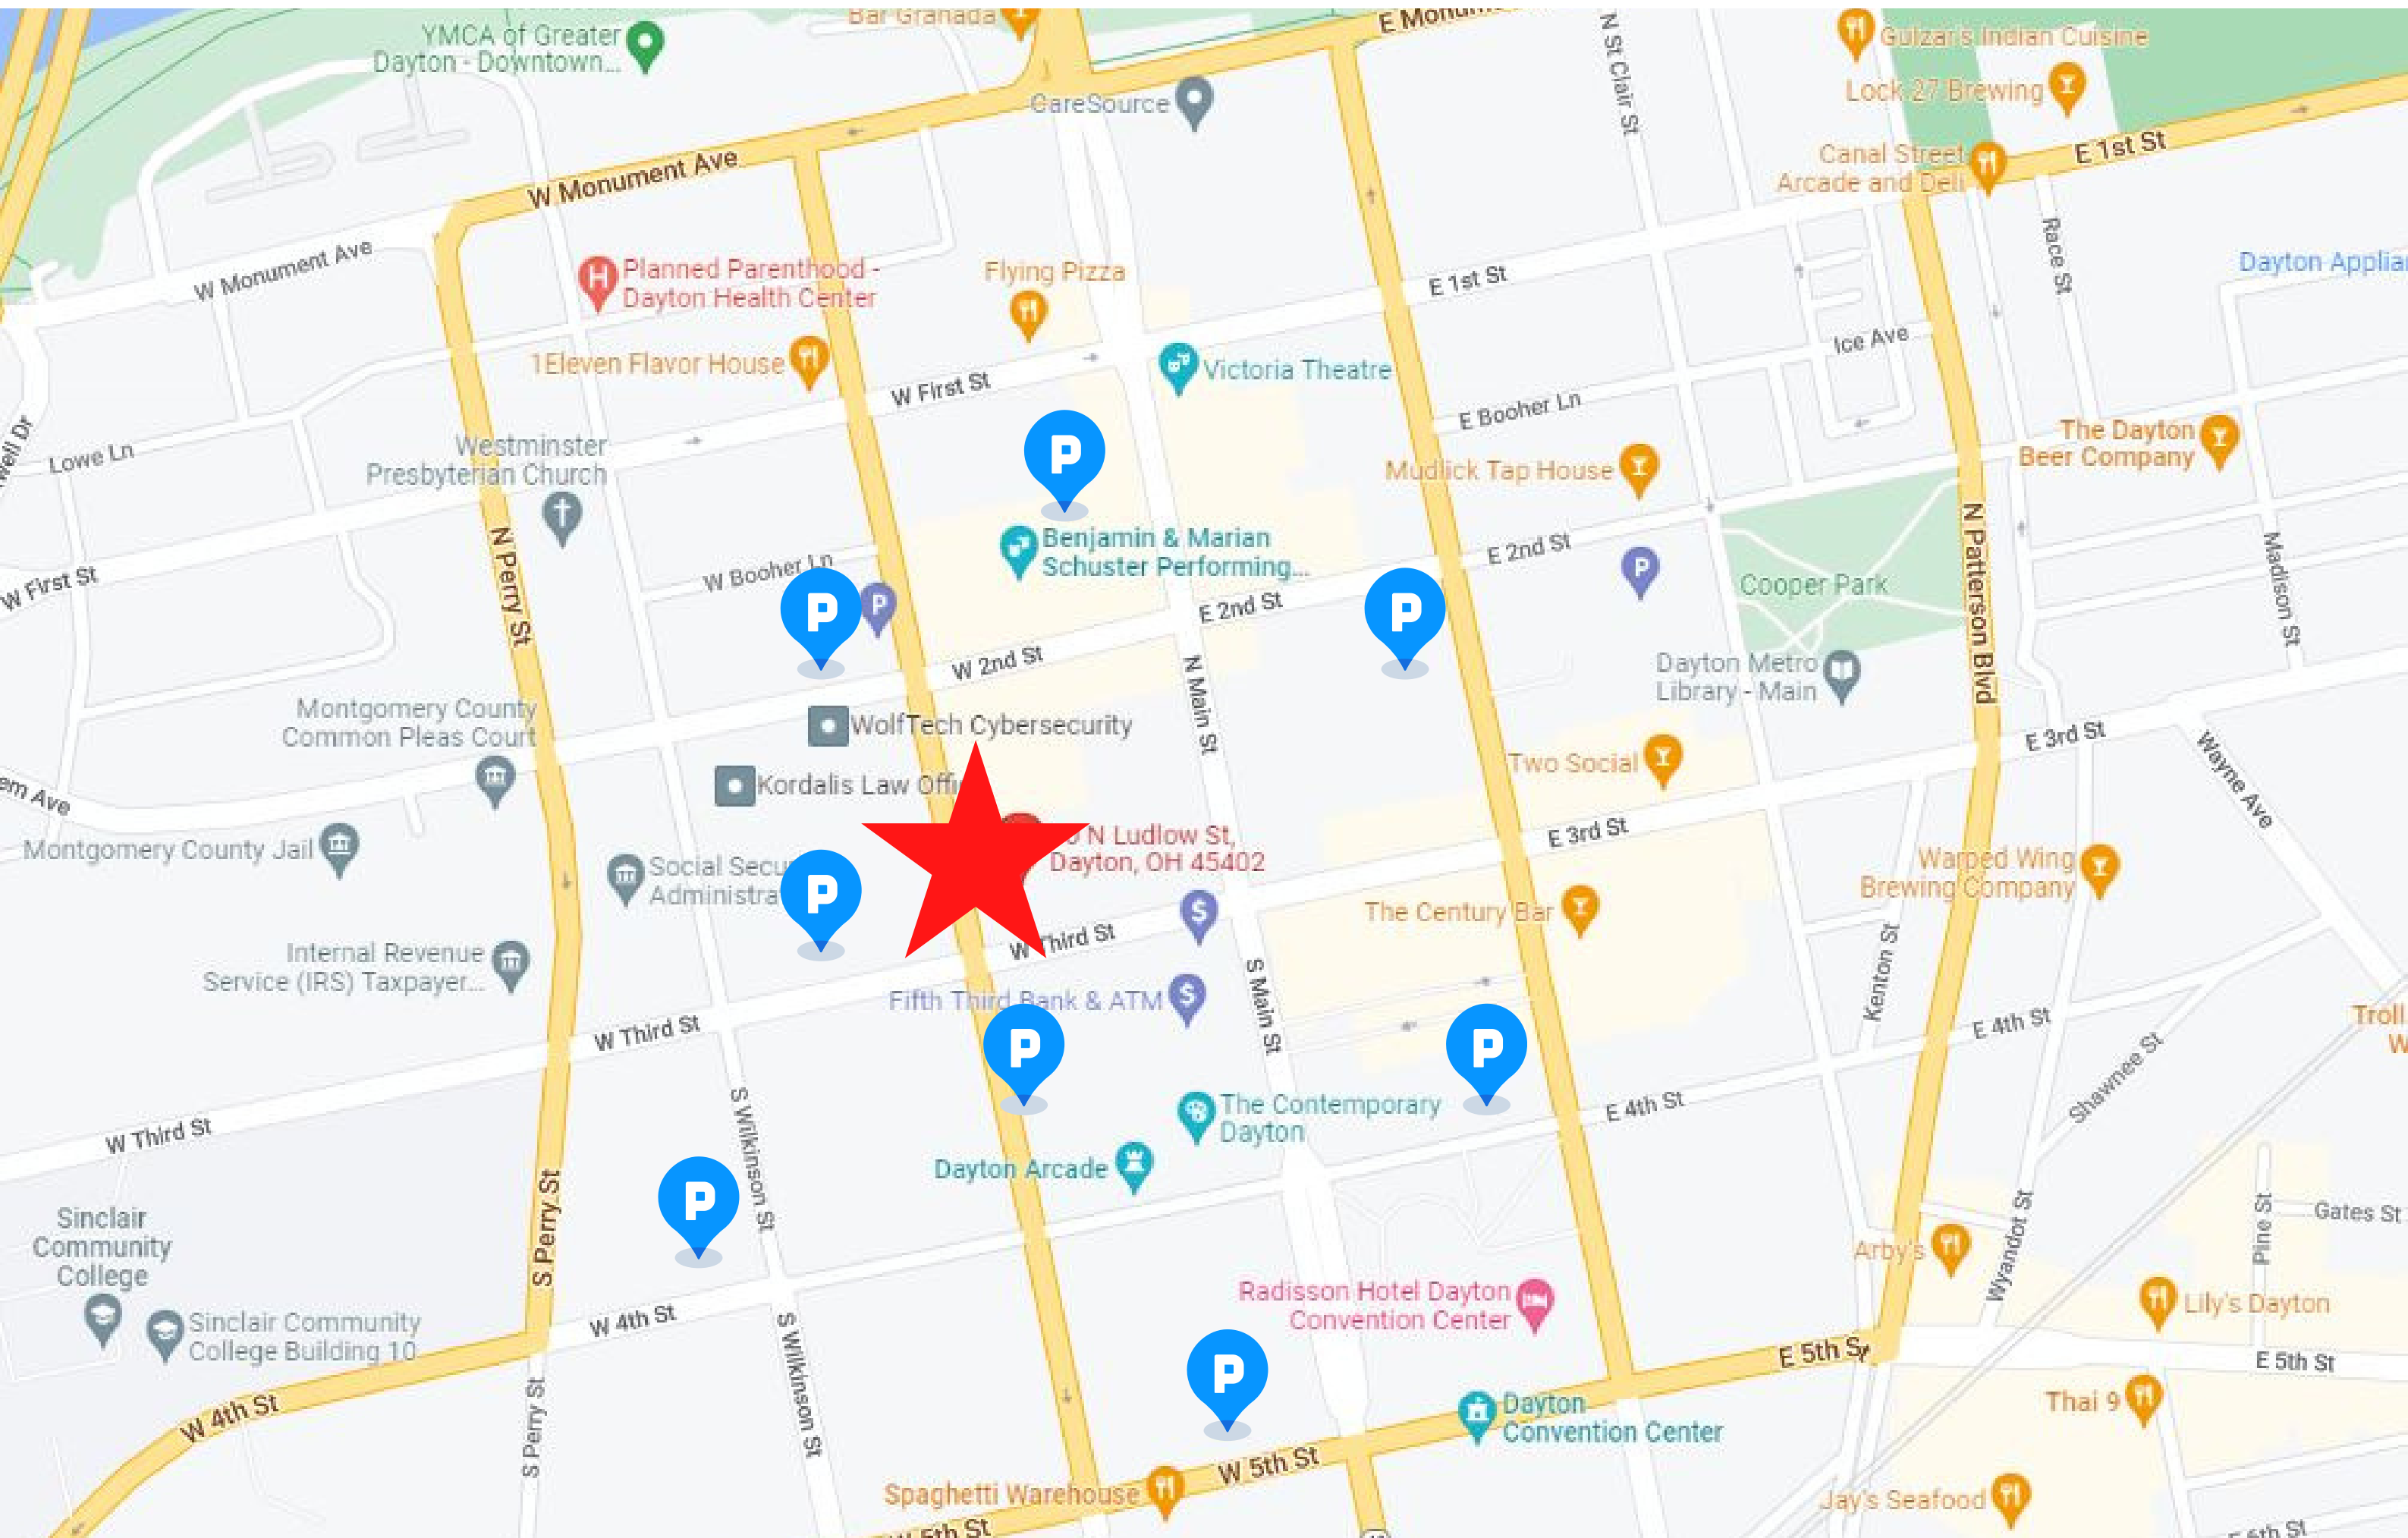 Bar Granada
E Monum
YMCA of Greater
Dayton - Downtown...
N St Clair St
Gulzar's Indian Cuisine
Lock 27 Brewing
CareSource
E 1st St
Canal Street
Arcade and Deli
W Monument Ave
W Monument Ave
Race St
Dayton Applia
Planned Parenthood -
Dayton Health Center
Flying Pizza
E 1st St
Ice Ave
1Eleven Flavor House
Victoria Theatre
W First St
E Booher Ln
well Dr
Lowe Ln
Westminster
Presbyterian Church
P
Mudlick Tap House
The Dayton
Beer Company
N Perry St
N Patterson Blvd
Benjamin & Marian
Schuster Performing...
E 2nd St
Madison St
W First St
W Booher Ln
P
P
P
P
Cooper Park
E 2nd St
W 2nd St
Dayton Metro
Library - Main
N Main St
Montgomery County
Common Pleas Court
WolfTech Cybersecurity
E 3rd St
Wayne Ave
Two Social
Kordalis Law Offi
em Ave
N Ludlow St,
Dayton, OH 45402
E 3rd St
Montgomery County Jail
Social Secu
Administra
P
Warped Wing
Brewing Company
The Century Bar
$
W Third St
Kenton St
Internal Revenue
Service (IRS) Taxpayer...
S Main St
Fifth Third Bank & ATM
$
P
P
E 4th St
Troll
W
W Third St
Shawnee St
The Contemporary
Dayton
E 4th St
W Third St
S Wilkinson St
Dayton Arcade
P
S Perry St
Wyandot St
Pine St
Gates St
Sinclair
Community
College
Arby's
Radisson Hotel Dayton
Convention Center
Lily's Dayton
Sinclair Community
College Building 10
W 4th St
S Wilkinson St
P
E 5th St
E 5th St
W 4th St
S Perry St
Dayton
Convention Center
Thai 9
W 5th St
Spaghetti Warehouse
Jay's Seafood
W 5th St
E 6th St